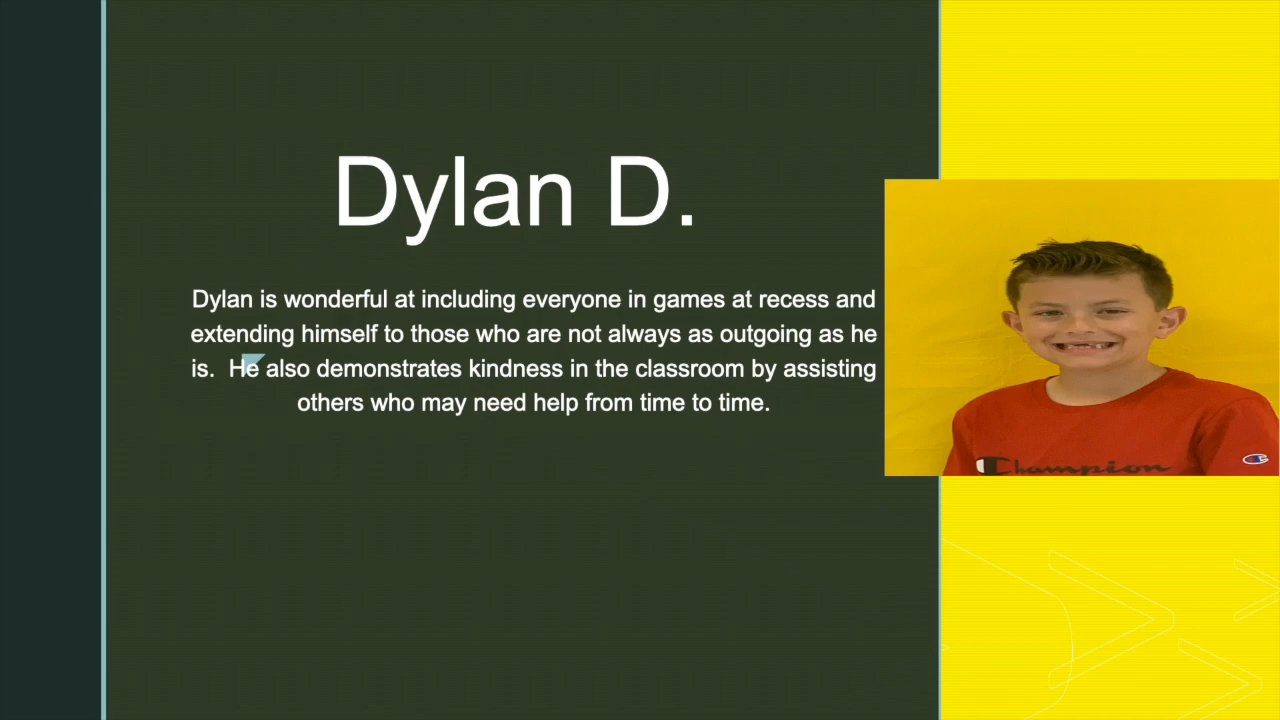 Dylan D.
Dylan is wonderful at including everyone in games at recess and
extending himself to those who are not always as outgoing as he
is.  He also demonstrates kindness in the classroom by assisting
others who may need help from time to time.
Champion